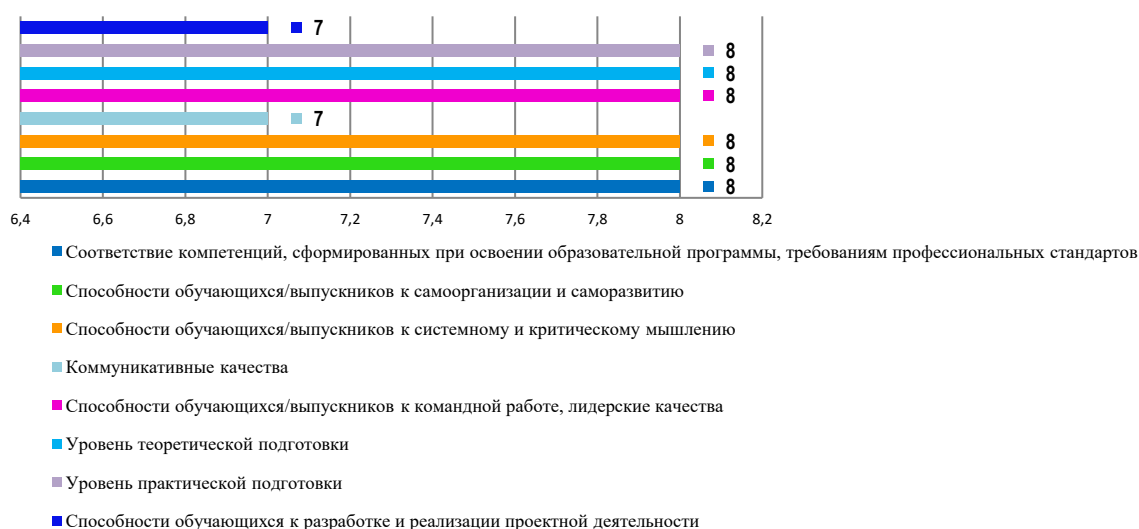 7
8
8
8
7
8
8
8
6,4 6,6 6,8 7 7,2 7,4 7,6 7,8 8 8,2
Соответствие компетенций, сформированных при освоении образовательной программы, требованиям профессиональных стандартов
Способности обучающихся/выпускников к самоорганизации и саморазвитию
Способности обучающихся/выпускников к системному и критическому мышлению
Коммуникативные качества
Способности обучающихся/выпускников к командной работе, лидерские качества
Уровень теоретической подготовки
Уровень практической подготовки
Способности обучающихся к разработке и реализации проектной деятельности